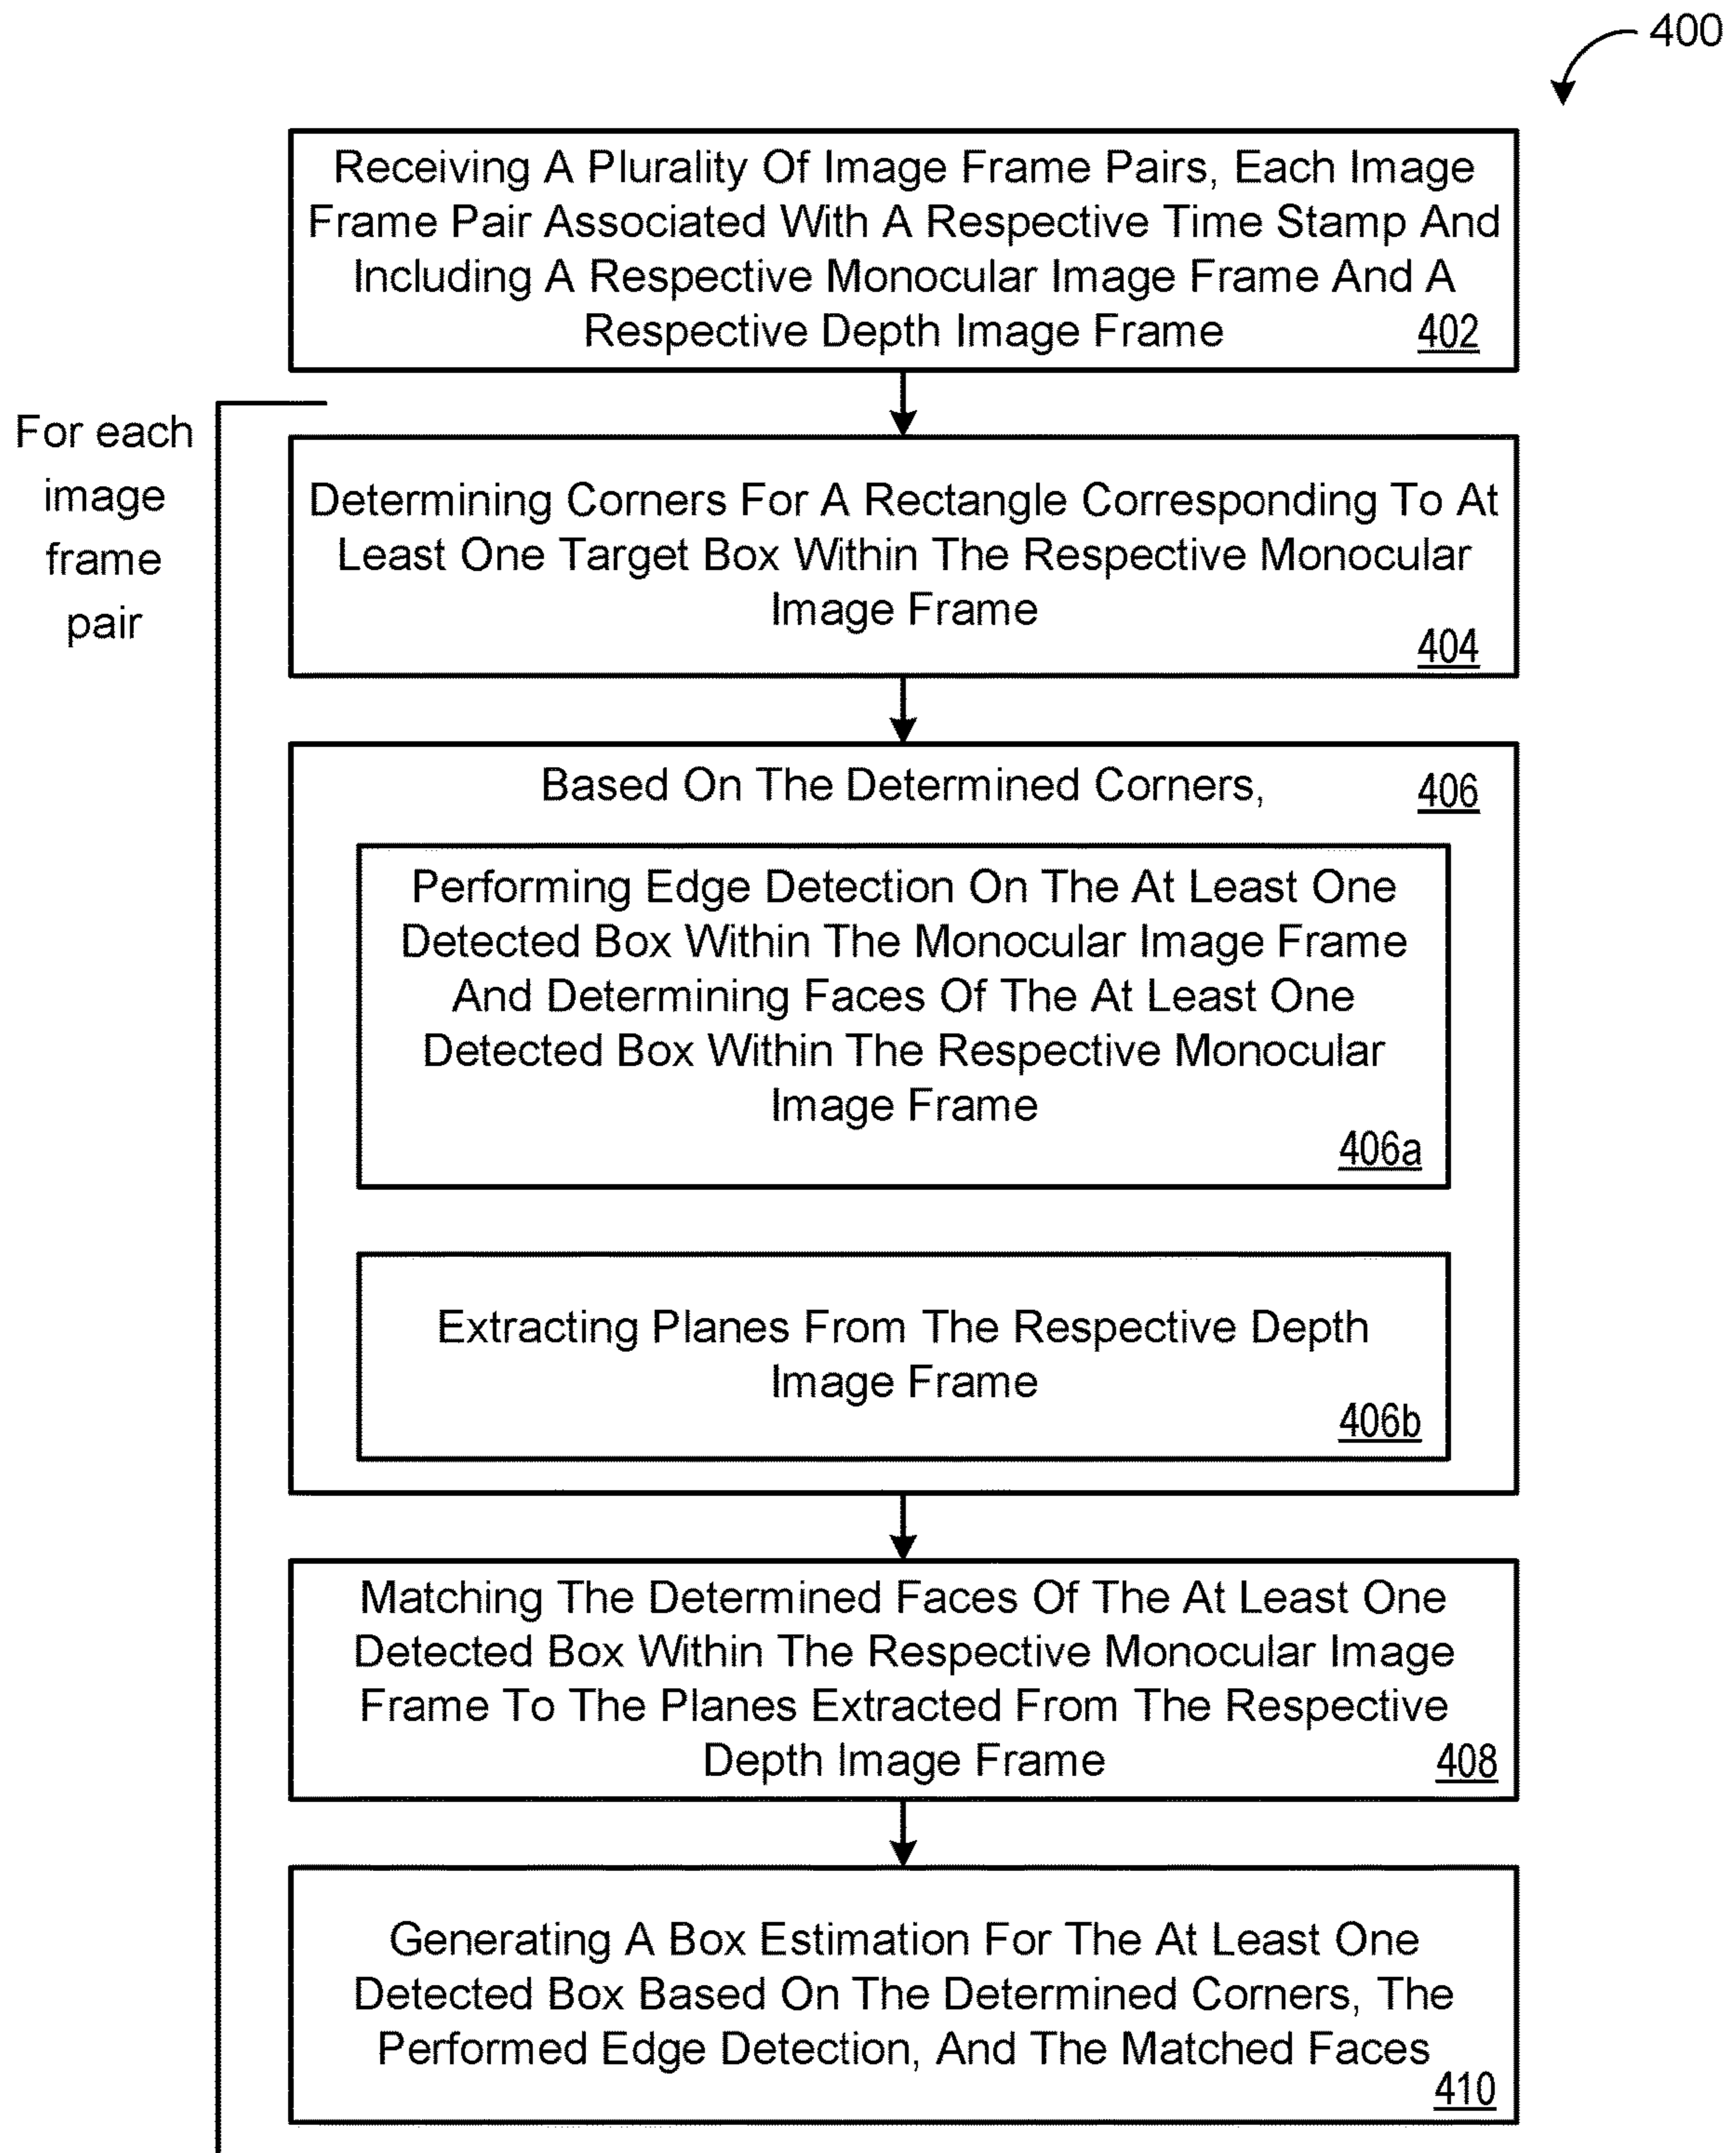 400
Receiving A Plurality Of Image Frame Pairs, Each Image
Frame Pair Associated With A Respective Time Stamp And
Including A Respective Monocular Image Frame And A
Respective Depth Image Frame
402
For each
image
frame
pair
Determining Corners For A Rectangle Corresponding To At
Least One Target Box Within The Respective Monocular
Image Frame
404
Based On The Determined Corners,
406
Performing Edge Detection On The At Least One
Detected Box Within The Monocular Image Frame
And Determining Faces Of The At Least One
Detected Box Within The Respective Monocular
Image Frame
406a
Extracting Planes From The Respective Depth
Image Frame
406b
Matching The Determined Faces Of The At Least One
Detected Box Within The Respective Monocular Image
Frame To The Planes Extracted From The Respective
Depth Image Frame
408
Generating A Box Estimation For The At Least One
Detected Box Based On The Determined Corners, The
Performed Edge Detection, And The Matched Faces
410